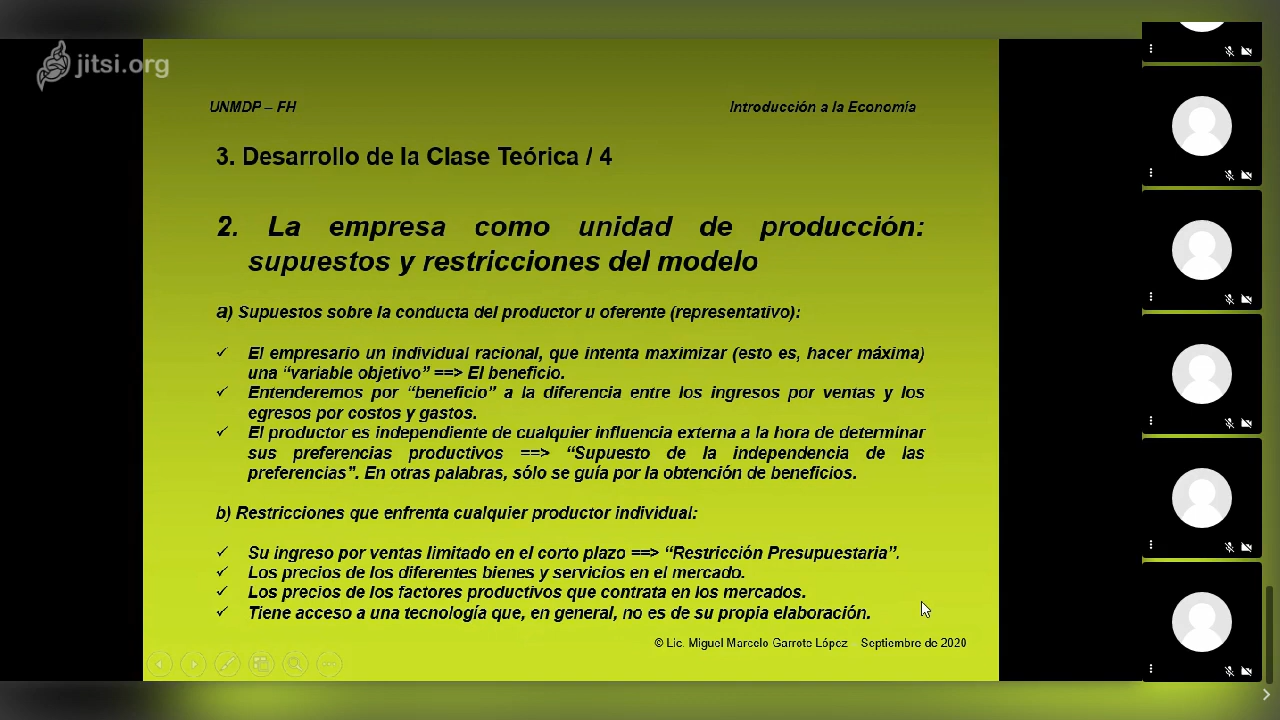 jitsi.org
UNMDP – FH
Introducción a la Economía
3. Desarrollo de la Clase Teórica / 4
2. La empresa como unidad de producción:
supuestos y restricciones del modelo
a) Supuestos sobre la conducta del productor u oferente (representativo):
✓ El empresario un individual racional, que intenta maximizar (esto es, hacer máxima)
una “variable objetivo” ==> El beneficio.
✓ Entenderemos por “beneficio” a la diferencia entre los ingresos por ventas y los
egresos por costos y gastos.
✓ El productor es independiente de cualquier influencia externa a la hora de determinar
sus preferencias productivos ==> “Supuesto de la independencia de las
preferencias”. En otras palabras, sólo se guía por la obtención de beneficios.
b) Restricciones que enfrenta cualquier productor individual:
✓ Su ingreso por ventas limitado en el corto plazo ==> “Restricción Presupuestaria”.
✓ Los precios de los diferentes bienes y servicios en el mercado.
✓ Los precios de los factores productivos que contrata en los mercados.
✓ Tiene acceso a una tecnología que, en general, no es de su propia elaboración.
© Lic. Miguel Marcelo Garrote López Septiembre de 2020